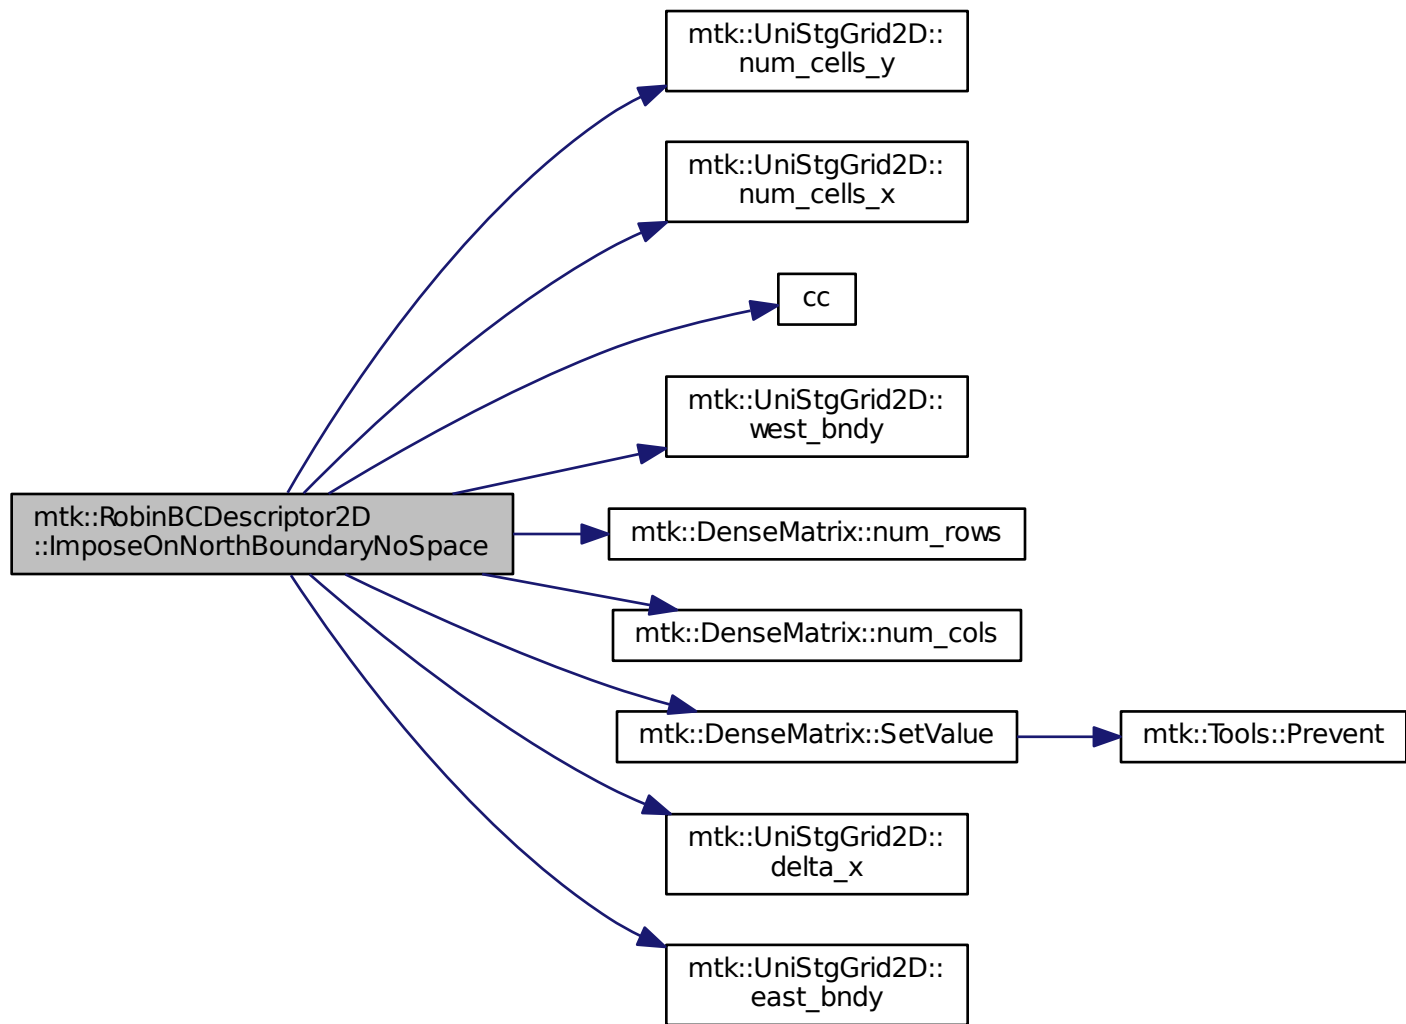 mtk::UniStgGrid2D::
num_cells_y
mtk::UniStgGrid2D::
num_cells_x
cc
mtk::UniStgGrid2D::
west_bndy
mtk::RobinBCDescriptor2D
::ImposeOnNorthBoundaryNoSpace
mtk::DenseMatrix::num_rows
mtk::DenseMatrix::num_cols
mtk::DenseMatrix::SetValue
mtk::Tools::Prevent
mtk::UniStgGrid2D::
delta_x
mtk::UniStgGrid2D::
east_bndy